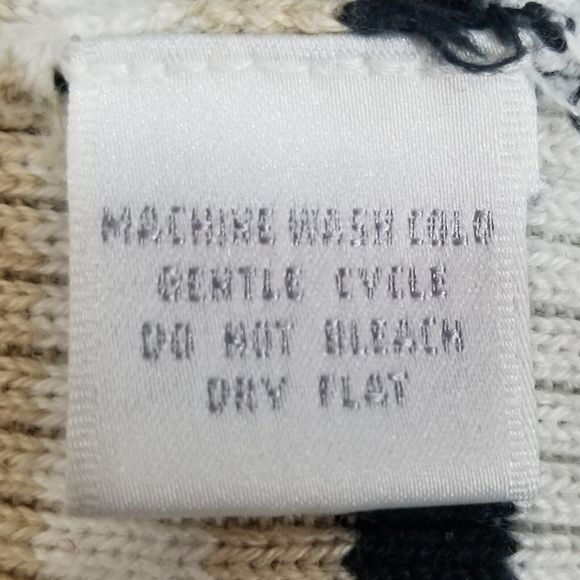 MACHINE WASH COLD
GENTLE CYCLE
DO NOT BLEACH
DRY FLAT